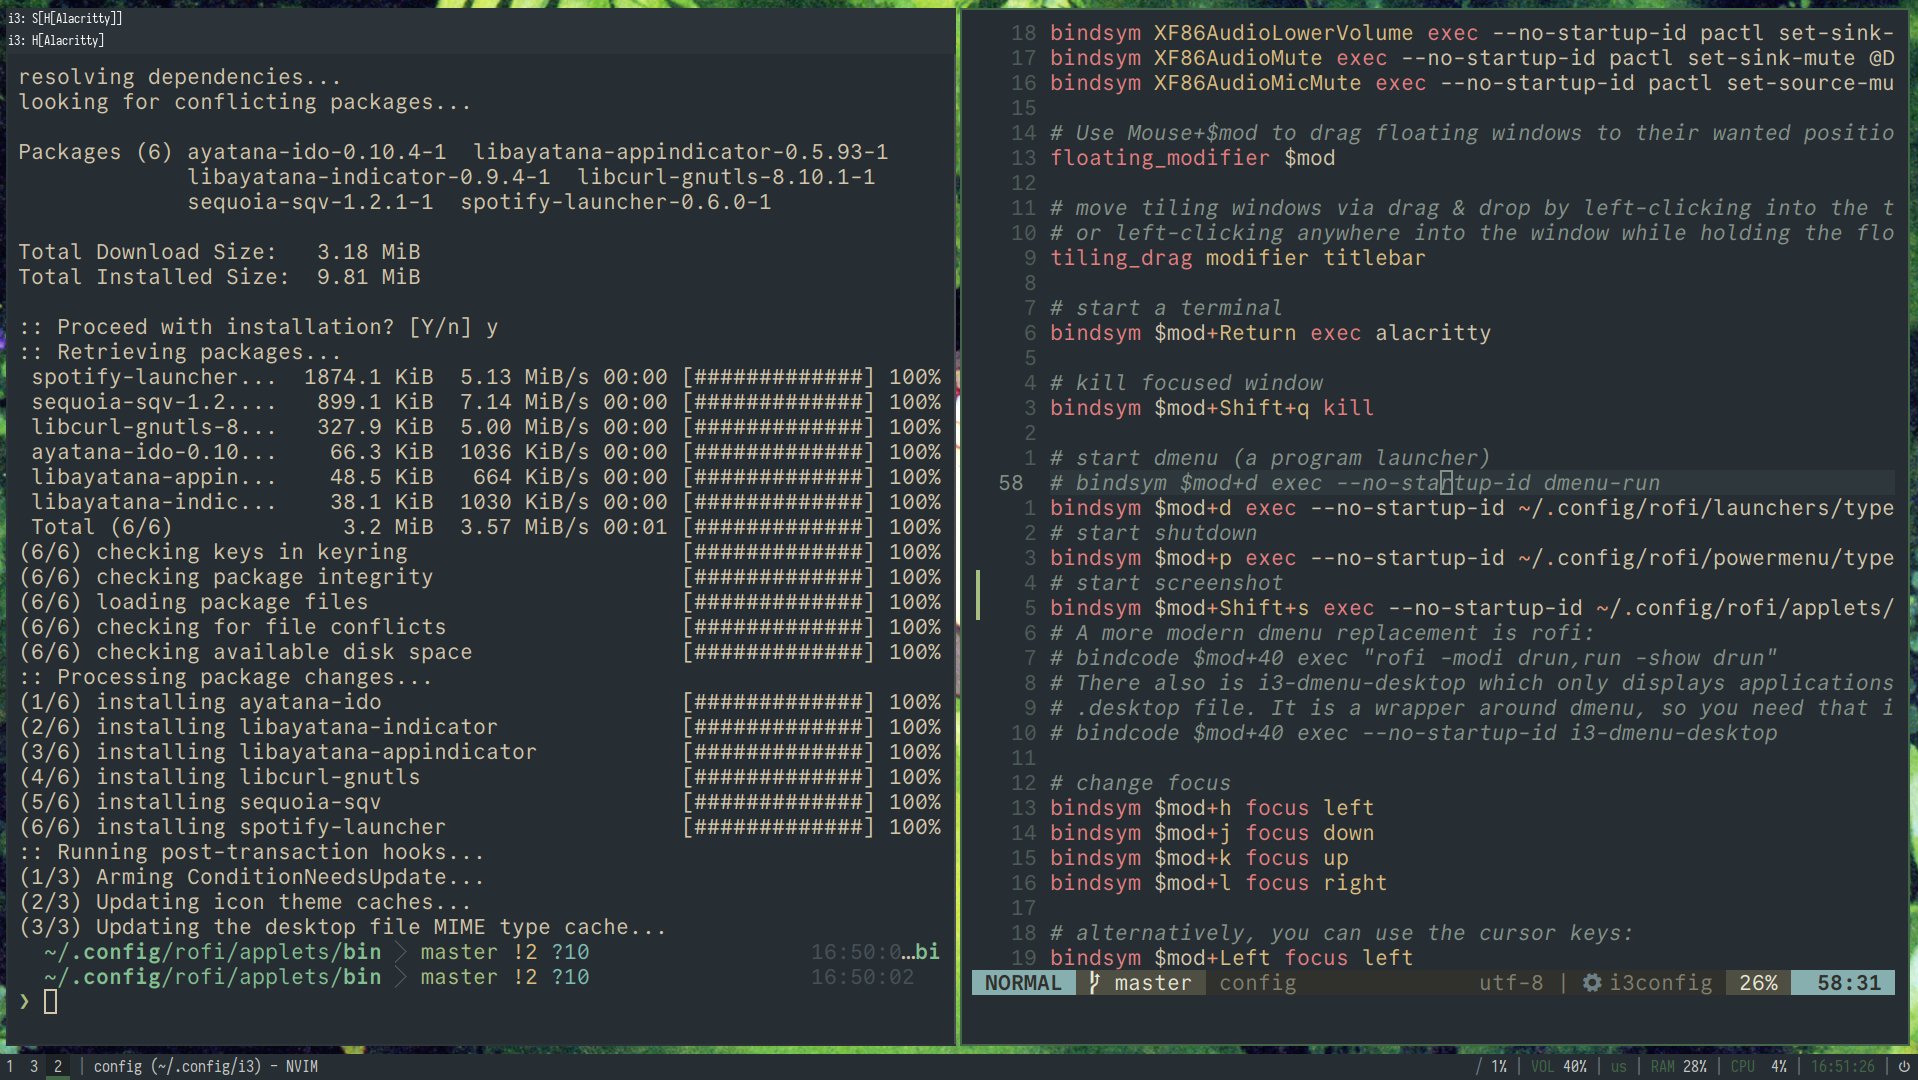 i3: S[H[Alacritty]]
i3: H[Alacritty]
resolving dependencies...
looking for conflicting packages...
Packages (6) ayatana-ido-0.10.4-1  libayatana-appindicator-0.5.93-1
libayatana-indicator-0.9.4-1  libcurl-gnutls-8.10.1-1
sequoia-sqv-1.2.1-1  spotify-launcher-0.6.0-1
Total Download Size:   3.18 MiB
Total Installed Size:  9.81 MiB
:: Proceed with installation? [Y/n] y
:: Retrieving packages...
spotify-launcher...  1874.1 KiB  5.13 MiB/s 00:00 [#############] 100%
sequoia-sqv-1.2....   899.1 KiB  7.14 MiB/s 00:00 [#############] 100%
libcurl-gnutls-8...   327.9 KiB  5.00 MiB/s 00:00 [#############] 100%
ayatana-ido-0.10...    66.3 KiB  1036 KiB/s 00:00 [#############] 100%
libayatana-appin...    48.5 KiB   664 KiB/s 00:00 [#############] 100%
libayatana-indic...    38.1 KiB  1030 KiB/s 00:00 [#############] 100%
Total (6/6)             3.2 MiB  3.57 MiB/s 00:01 [#############] 100%
(6/6) checking keys in keyring [#############] 100%
(6/6) checking package integrity [#############] 100%
(6/6) loading package files [#############] 100%
(6/6) checking for file conflicts [#############] 100%
(6/6) checking available disk space [#############] 100%
:: Processing package changes...
(1/6) installing ayatana-ido [#############] 100%
(2/6) installing libayatana-indicator [#############] 100%
(3/6) installing libayatana-appindicator [#############] 100%
(4/6) installing libcurl-gnutls [#############] 100%
(5/6) installing sequoia-sqv [#############] 100%
(6/6) installing spotify-launcher [#############] 100%
:: Running post-transaction hooks...
(1/3) Arming ConditionNeedsUpdate...
(2/3) Updating icon theme caches...
(3/3) Updating the desktop file MIME type cache...
~/.config/rofi/applets/bin > master !2 ?10 16:50:0…bi
~/.config/rofi/applets/bin > master !2 ?10 16:50:02
❯
18 bindsym XF86AudioLowerVolume exec --no-startup-id pactl set-sink-
17 bindsym XF86AudioMute exec --no-startup-id pactl set-sink-mute @D
16 bindsym XF86AudioMicMute exec --no-startup-id pactl set-source-mu
15
14 # Use Mouse+$mod to drag floating windows to their wanted positio
13 floating_modifier $mod
12
11 # move tiling windows via drag & drop by left-clicking into the t
10 # or left-clicking anywhere into the window while holding the flo
9 tiling_drag modifier titlebar
8
7 # start a terminal
6 bindsym $mod+Return exec alacritty
5
4 # kill focused window
3 bindsym $mod+Shift+q kill
2
1 # start dmenu (a program launcher)
58 # bindsym $mod+d exec --no-startup-id dmenu-run
1 bindsym $mod+d exec --no-startup-id ~/.config/rofi/launchers/type
2 # start shutdown
3 bindsym $mod+p exec --no-startup-id ~/.config/rofi/powermenu/type
4 # start screenshot
5 bindsym $mod+Shift+s exec --no-startup-id ~/.config/rofi/applets/
6 # A more modern dmenu replacement is rofi:
7 # bindcode $mod+40 exec "rofi -modi drun,run -show drun"
8 # There also is i3-dmenu-desktop which only displays applications
9 # .desktop file. It is a wrapper around dmenu, so you need that i
10 # bindcode $mod+40 exec --no-startup-id i3-dmenu-desktop
11
12 # change focus
13 bindsym $mod+h focus left
14 bindsym $mod+j focus down
15 bindsym $mod+k focus up
16 bindsym $mod+l focus right
17
18 # alternatively, you can use the cursor keys:
19 bindsym $mod+Left focus left
NORMAL master config utf-8 | i3config 26% 58:31
1 3 2 | config (~/.config/i3) - NVIM / 1% | VOL 40% | us | RAM 28% | CPU 4% | 16:51:26 |